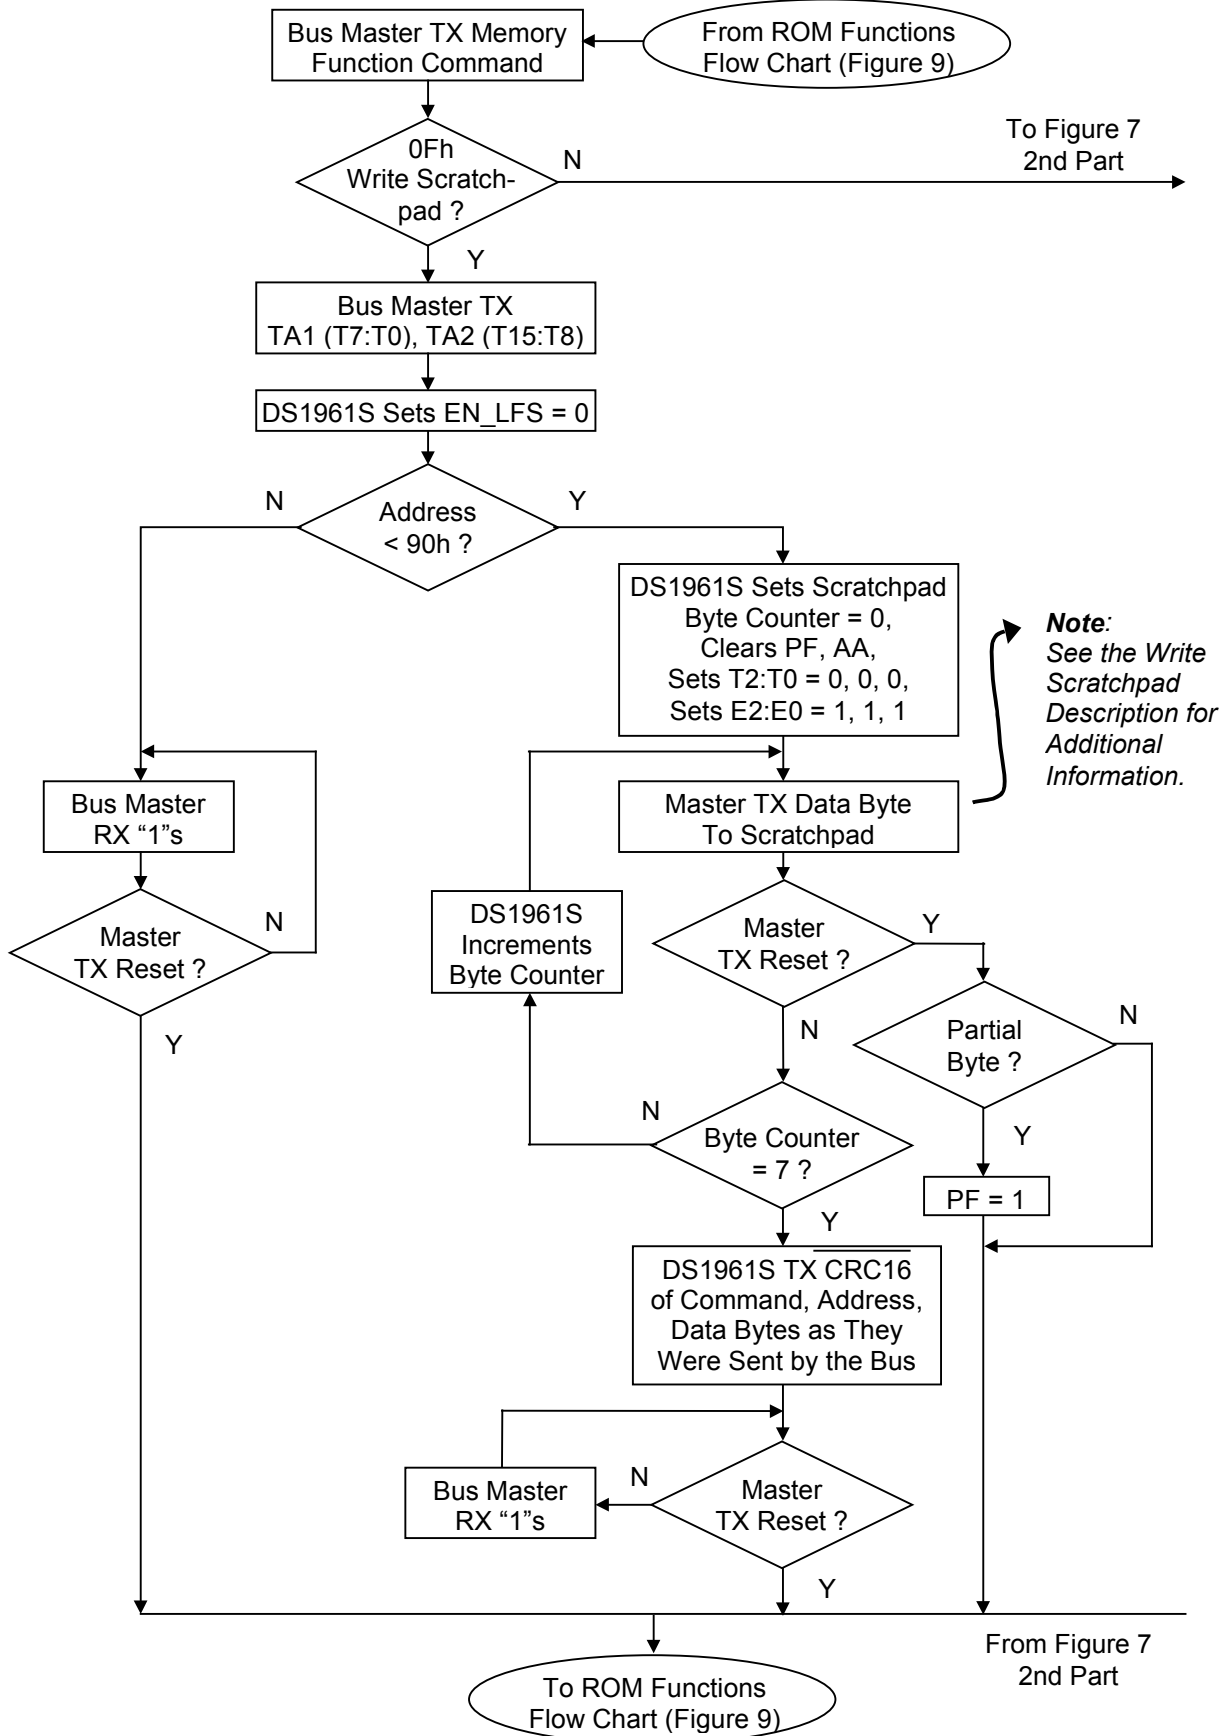 Bus Master TX Memory
Function Command
From ROM Functions
Flow Chart (Figure 9)
To Figure 7
2nd Part
0Fh
Write Scratch-
pad ?
N
Y
Bus Master TX
TA1 (T7:T0), TA2 (T15:T8)
DS1961S Sets EN_LFS = 0
Address
< 90h ?
N
Y
DS1961S Sets Scratchpad
Byte Counter = 0,
Clears PF, AA,
Sets T2:T0 = 0, 0, 0,
Sets E2:E0 = 1, 1, 1
Note:
See the Write
Scratchpad
Description for
Additional
Information.
Bus Master
RX “1”s
Master TX Data Byte
To Scratchpad
DS1961S
Increments
Byte Counter
Master
TX Reset ?
N
Y
Master
TX Reset ?
Y
N
Partial
Byte ?
N
Y
PF = 1
Byte Counter
= 7 ?
N
Y
DS1961S TX CRC16
of Command, Address,
Data Bytes as They
Were Sent by the Bus
Bus Master
RX “1”s
N
Master
TX Reset ?
Y
From Figure 7
2nd Part
To ROM Functions
Flow Chart (Figure 9)